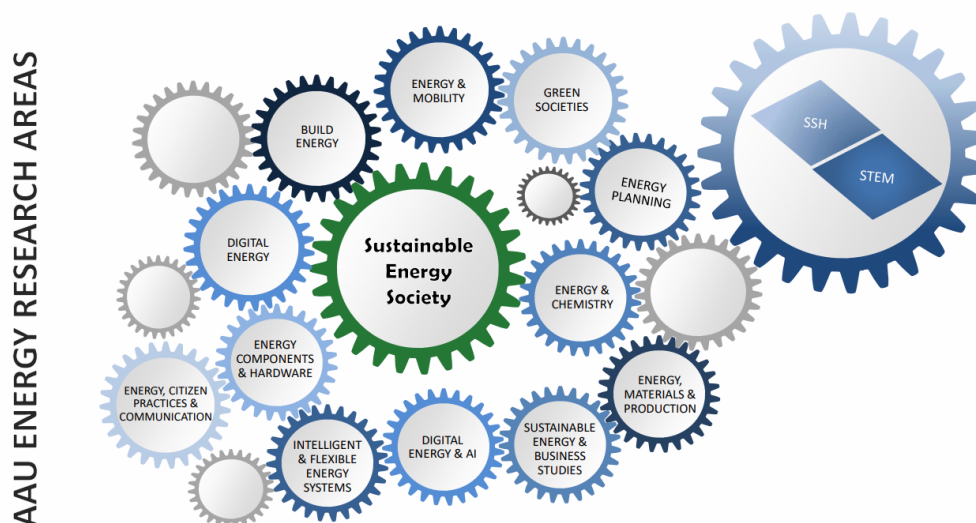 AAU ENERGY RESEARCH AREAS
ENERGY &
MOBILITY
GREEN
SOCIETIES
BUILD
ENERGY
SSH
STEM
ENERGY
PLANNING
DIGITAL
ENERGY
Sustainable
Energy
Society
ENERGY &
CHEMISTRY
ENERGY
COMPONENTS
& HARDWARE
ENERGY, CITIZEN
PRACTICES &
COMMUNICATION
ENERGY,
MATERIALS &
PRODUCTION
INTELLIGENT
& FLEXIBLE
ENERGY
SYSTEMS
DIGITAL
ENERGY & AI
SUSTAINABLE
ENERGY &
BUSINESS
STUDIES